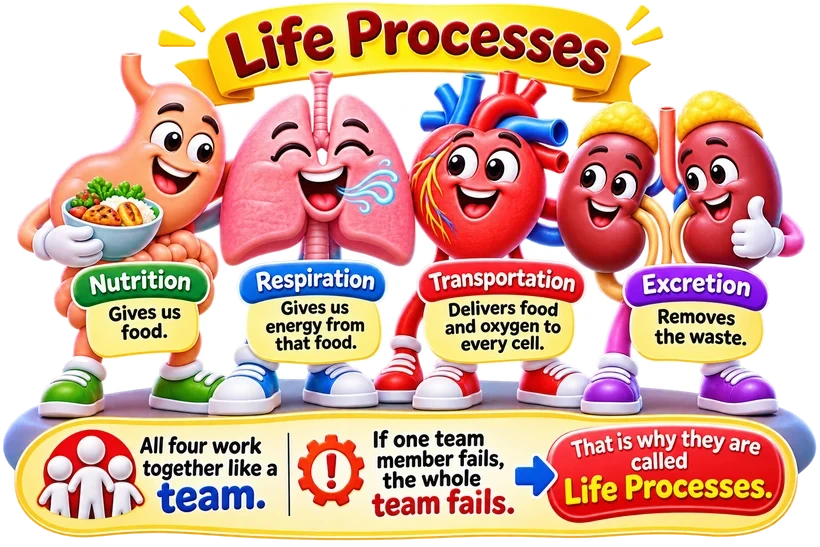 Life Processes
Nutrition
Gives us
food.
Respiration
Gives us
energy from
that food.
Transportation
Delivers food
and oxygen to
every cell.
Excretion
Removes
the waste.
All four work
together like a
team.
!
If one team
member fails,
the whole
team fails.
That is why they are
called
Life Processes.